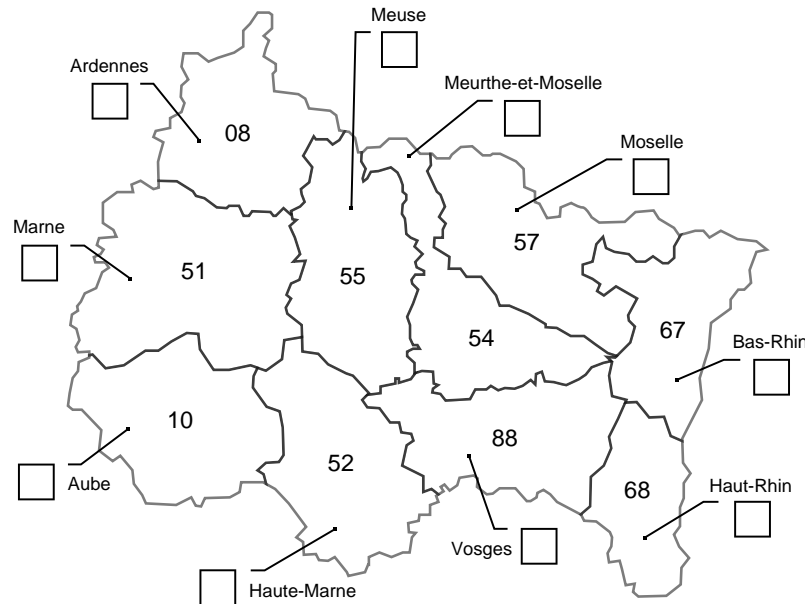 Meuse
Ardennes
Meurthe-et-Moselle
08
Moselle
Marne
57
51
55
67
54
Bas-Rhin
10
88
52
Aube
68
Haut-Rhin
Vosges
Haute-Marne